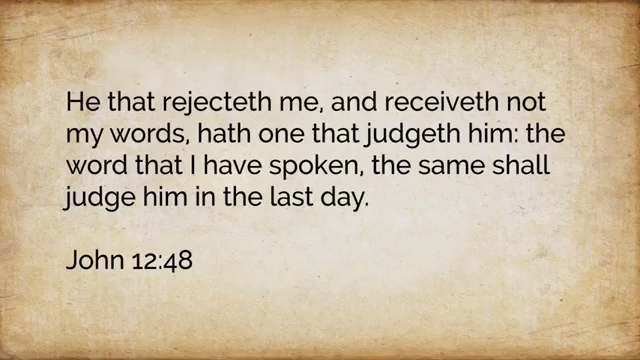 He that rejecteth me, and receiveth not
my words, hath one that judgeth him: the
word that I have spoken, the same shall
judge him in the last day.
John 12:48